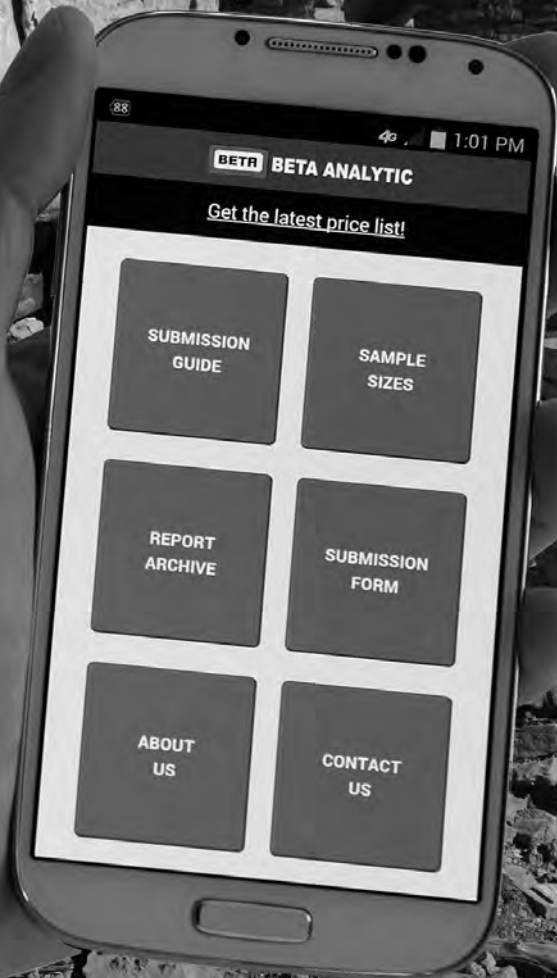 88
4G 1:01 PM
BETA BETA ANALYTIC
Get the latest price list!
SUBMISSION
GUIDE
SAMPLE
SIZES
REPORT
ARCHIVE
SUBMISSION
FORM
ABOUT
US
CONTACT
US